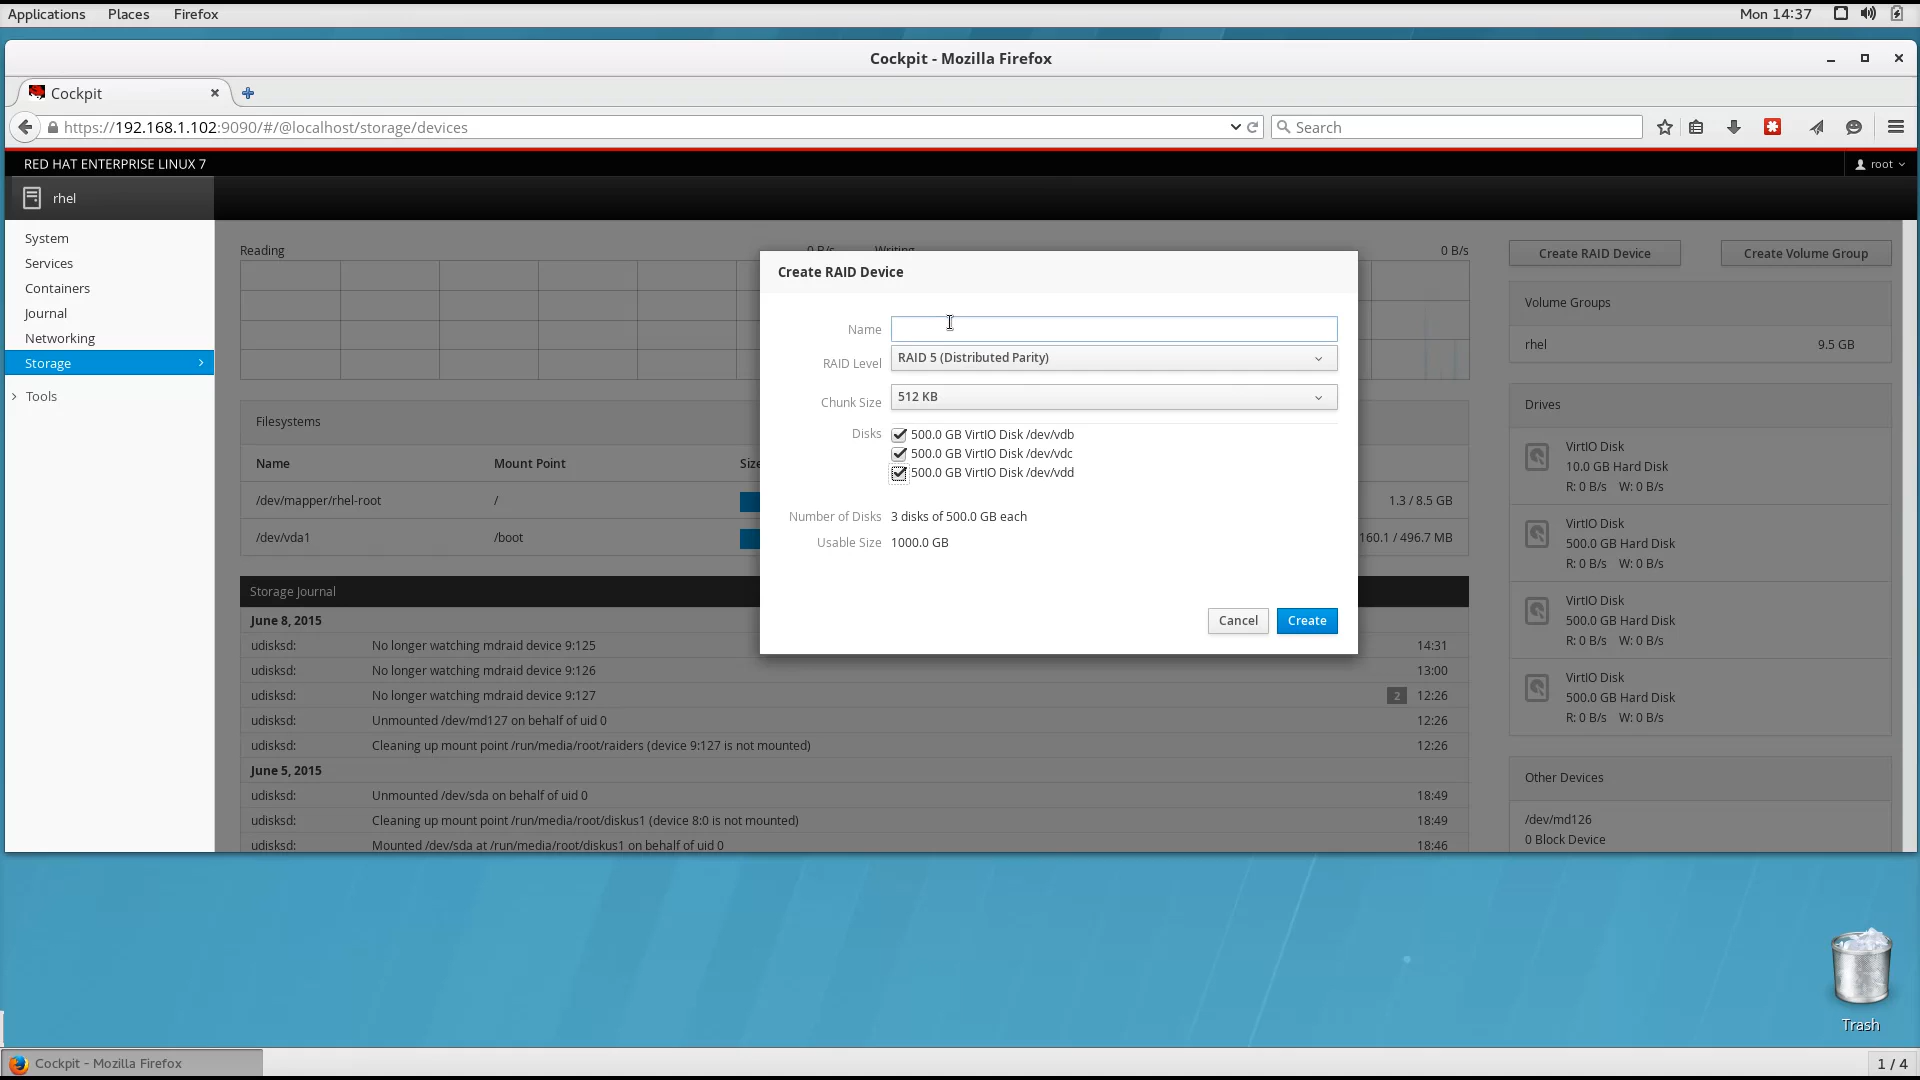 Applications Places Firefox Mon 14:37
Cockpit - Mozilla Firefox
Cockpit
https://192.168.1.102:9090/#/@localhost/storage/devices Search
RED HAT ENTERPRISE LINUX 7 root
rhel
System
Services
Containers
Journal
Networking
Storage
Tools
Reading 0 B/s Writing 0 B/s
Create RAID Device Create Volume Group
Create RAID Device
Name
RAID Level RAID 5 (Distributed Parity)
Chunk Size 512 KB
Disks 500.0 GB VirtIO Disk /dev/vdb
500.0 GB VirtIO Disk /dev/vdc
500.0 GB VirtIO Disk /dev/vdd
Number of Disks 3 disks of 500.0 GB each
Usable Size 1000.0 GB
Cancel Create
Filesystems
Name Mount Point Size
/dev/mapper/rhel-root / 1.3 / 8.5 GB
/dev/vda1 /boot 160.1 / 496.7 MB
Storage Journal
June 8, 2015
udisksd: No longer watching mdraid device 9:125 14:31
udisksd: No longer watching mdraid device 9:126 13:00
udisksd: No longer watching mdraid device 9:127 2 12:26
udisksd: Unmounted /dev/md127 on behalf of uid 0 12:26
udisksd: Cleaning up mount point /run/media/root/raiders (device 9:127 is not mounted) 12:26
June 5, 2015
udisksd: Unmounted /dev/sda on behalf of uid 0 18:49
udisksd: Cleaning up mount point /run/media/root/diskus1 (device 8:0 is not mounted) 18:49
udisksd: Mounted /dev/sda at /run/media/root/diskus1 on behalf of uid 0 18:46
Volume Groups
rhel 9.5 GB
Drives
VirtIO Disk
10.0 GB Hard Disk
R: 0 B/s W: 0 B/s
VirtIO Disk
500.0 GB Hard Disk
R: 0 B/s W: 0 B/s
VirtIO Disk
500.0 GB Hard Disk
R: 0 B/s W: 0 B/s
VirtIO Disk
500.0 GB Hard Disk
R: 0 B/s W: 0 B/s
Other Devices
/dev/md126
0 Block Device
Trash
Cockpit - Mozilla Firefox 1 / 4